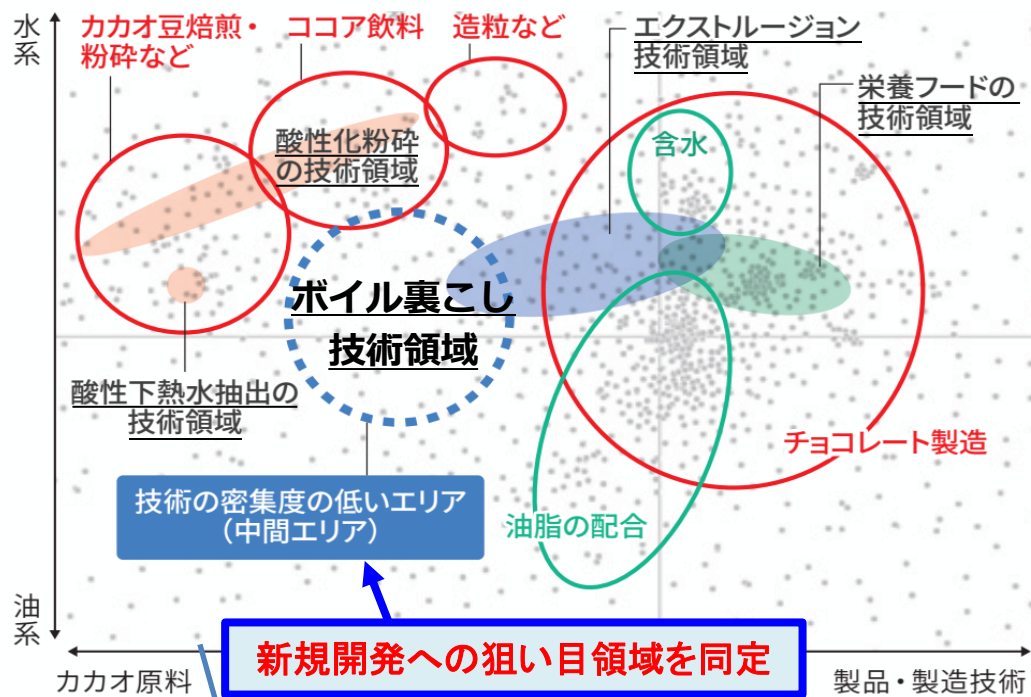 水系
カカオ豆焙煎・
粉砕など
ココア飲料
造粒など
エクストルージョン
技術領域
栄養フードの
技術領域
酸性化粉砕
の技術領域
含水
ボイル裏こし
技術領域
酸性下熱水抽出の
技術領域
チョコレート製造
技術の密集度の低いエリア
（中間エリア）
油脂の配合
油系
新規開発への狙い目領域を同定
カカオ原料
製品・製造技術